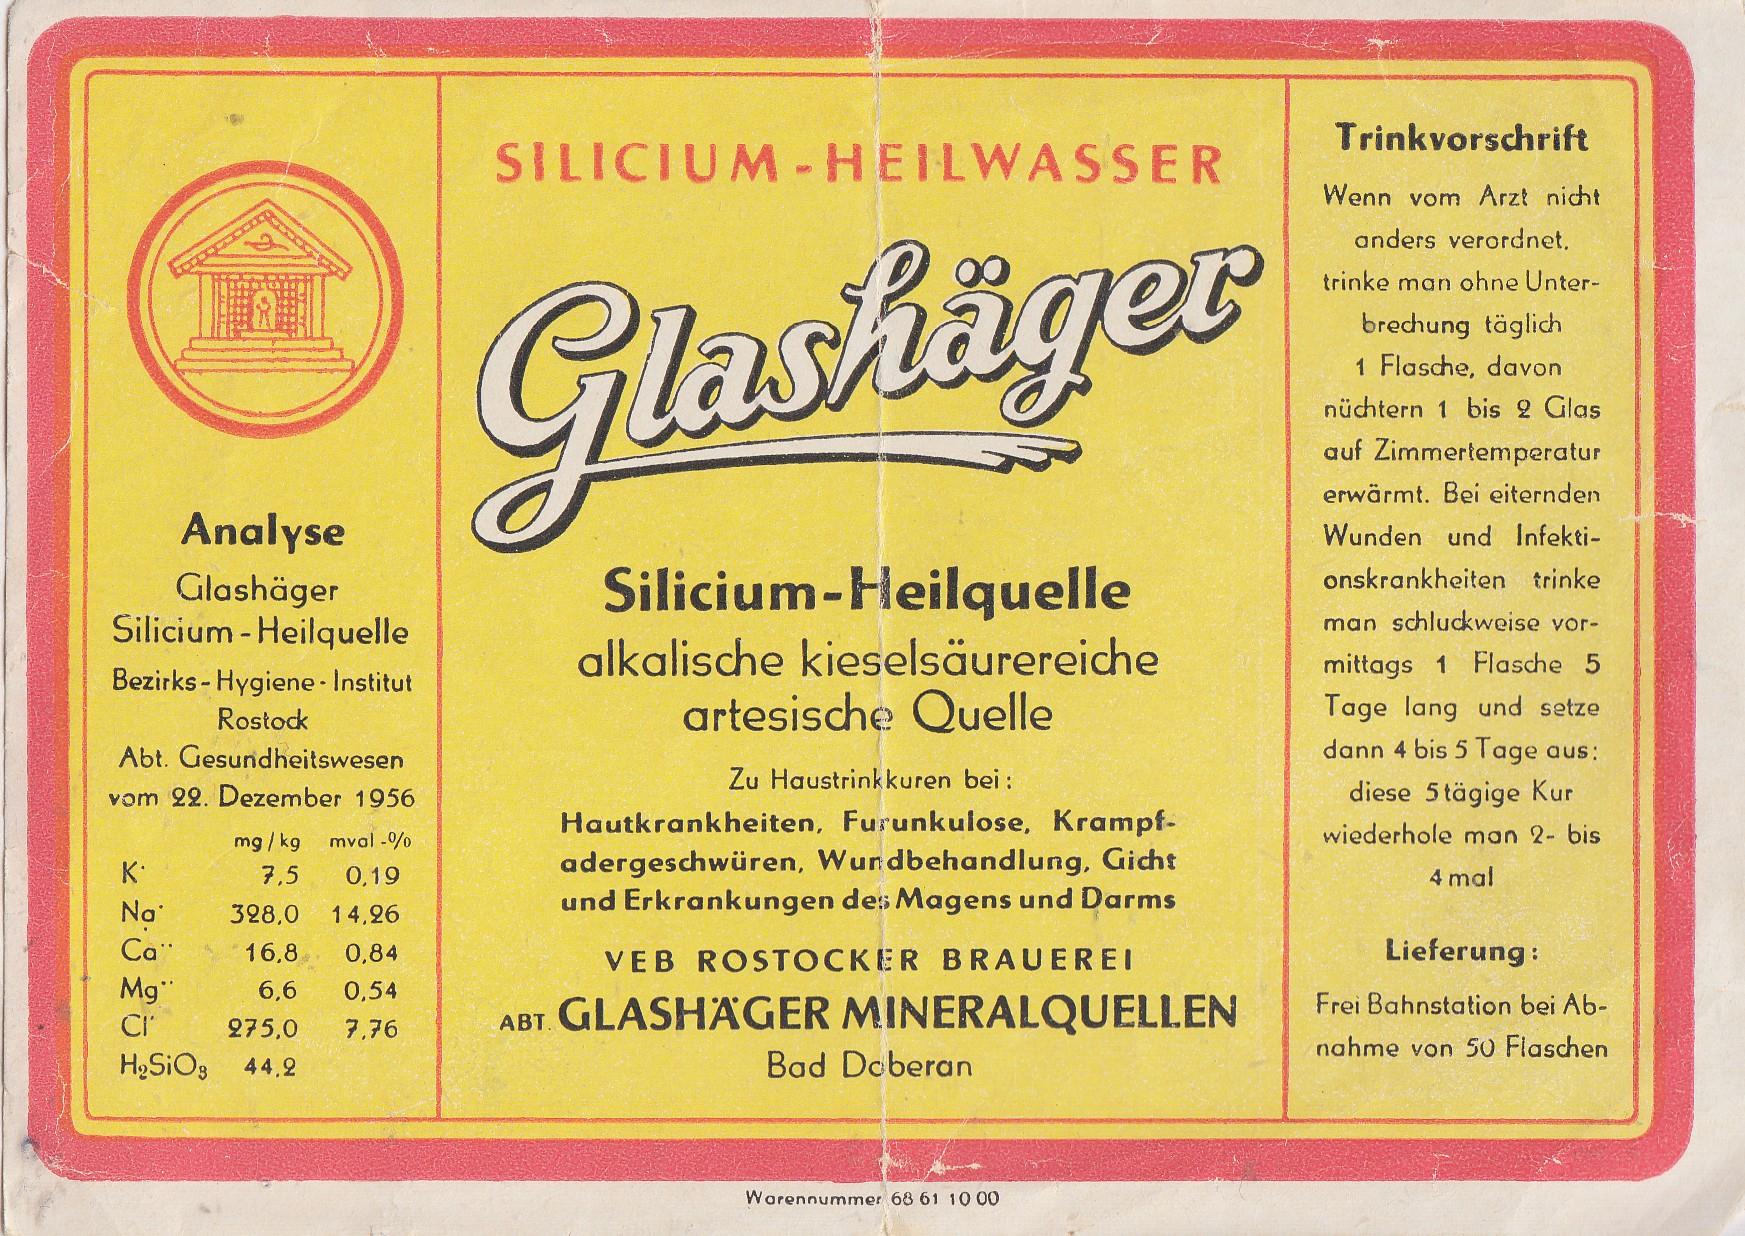 SILICIUM-HEILWASSER
Glashäger
Silicium-Heilquelle
alkalische kieselsäurereiche
artesische Quelle
Zu Haustrinkkuren bei:
Hautkrankheiten, Furunkulose, Krampf-
adergeschwüren, Wundbehandlung, Gicht
und Erkrankungen des Magens und Darms
VEB ROSTOCKER BRAUEREI
ABT. GLASHÄGER MINERALQUELLEN
Bad Doberan
Analyse
Glashäger
Silicium-Heilquelle
Bezirks-Hygiene-Institut
Rostock
Abt. Gesundheitswesen
vom 22. Dezember 1956
mg/kg mval-%
K· 7,5 0,19
Na· 328,0 14,26
Ca·· 16,8 0,84
Mg·· 6,6 0,54
Cl' 275,0 7,76
H₂SiO₃ 44,2
Trinkvorschrift
Wenn vom Arzt nicht
anders verordnet,
trinke man ohne Unter-
brechung täglich
1 Flasche, davon
nüchtern 1 bis 2 Glas
auf Zimmertemperatur
erwärmt. Bei eiternden
Wunden und Infekti-
onskrankheiten trinke
man schluckweise vor-
mittags 1 Flasche 5
Tage lang und setze
dann 4 bis 5 Tage aus;
diese 5tägige Kur
wiederhole man 2- bis
4 mal
Lieferung:
Frei Bahnstation bei Ab-
nahme von 50 Flaschen
Warennummer 68 61 10 00